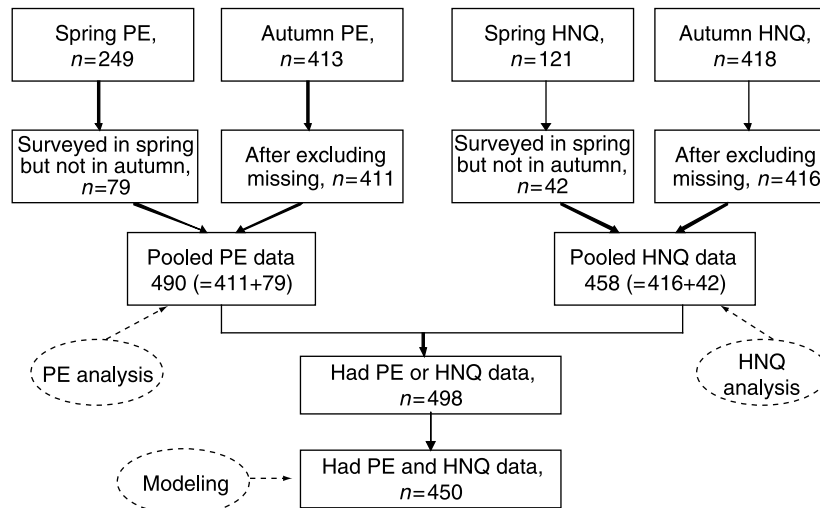 Spring PE,
n=249
Autumn PE,
n=413
Spring HNQ,
n=121
Autumn HNQ,
n=418
Surveyed in spring
but not in autumn,
n=79
After excluding
missing, n=411
Surveyed in spring
but not in autumn,
n=42
After excluding
missing, n=416
Pooled PE data
490 (=411+79)
Pooled HNQ data
458 (=416+42)
PE analysis
HNQ
analysis
Had PE or HNQ data,
n=498
Modeling
Had PE and HNQ data,
n=450